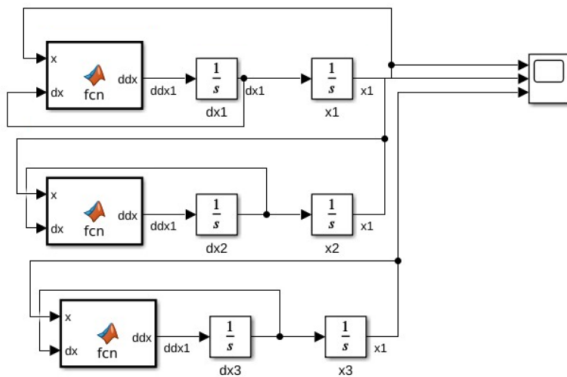 x
dx
fcn
ddx
ddx1
1
s
dx1
dx1
1
s
x1
x1
x
dx
fcn
ddx
ddx1
1
s
dx2
1
s
x2
x1
x
dx
fcn
ddx
ddx1
1
s
dx3
1
s
x3
x1